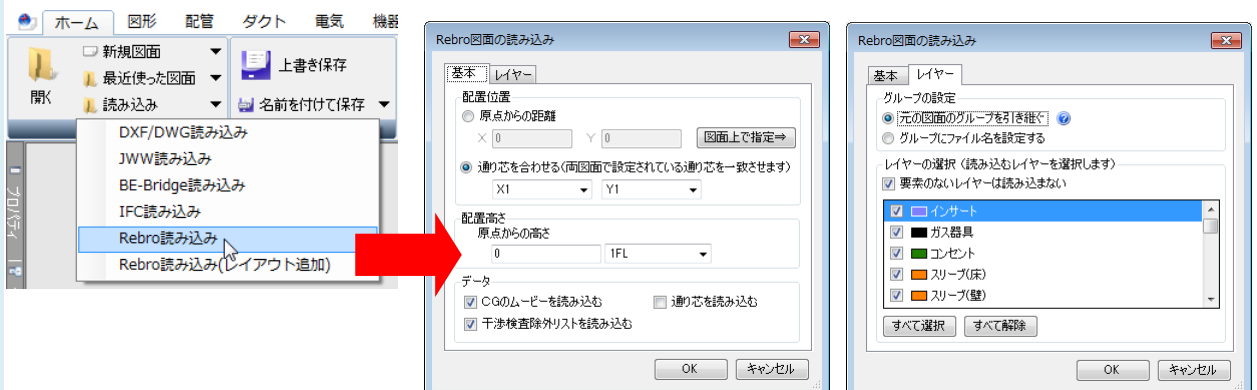 ホーム 図形 配管 ダクト 電気 機器
開く
新規図面
最近使った図面
読み込み
上書き保存
名前を付けて保存
DXF/DWG読み込み
JWW読み込み
BE-Bridge読み込み
IFC読み込み
Rebro読み込み
Rebro読み込み(レイアウト追加)
プロパティ
Rebro図面の読み込み
基本 レイヤー
配置位置
原点からの距離
X 0 Y 0 図面上で指定⇒
通り芯を合わせる(両図面で設定されている通り芯を一致させます)
X1 Y1
配置高さ
原点からの高さ
0 1FL
データ
CGのムービーを読み込む 通り芯を読み込む
干渉検査除外リストを読み込む
OK キャンセル
Rebro図面の読み込み
基本 レイヤー
グループの設定
元の図面のグループを引き継ぐ
グループにファイル名を設定する
レイヤーの選択 (読み込むレイヤーを選択します)
要素のないレイヤーは読み込まない
インサート
ガス器具
コンセント
スリーブ(床)
スリーブ(壁)
すべて選択 すべて解除
OK キャンセル